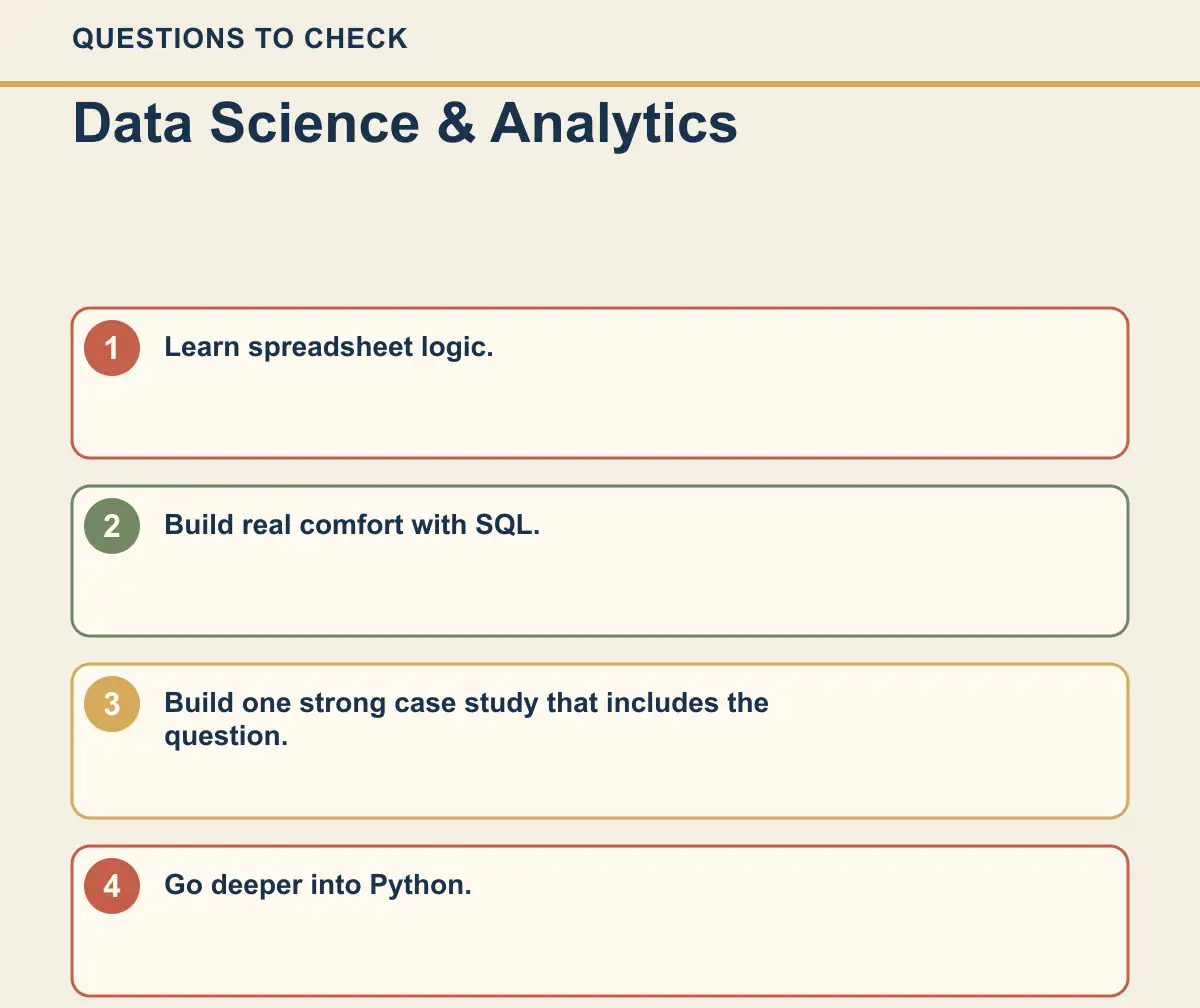 QUESTIONS TO CHECK
Data Science & Analytics
1 Learn spreadsheet logic.
2 Build real comfort with SQL.
3 Build one strong case study that includes the
question.
4 Go deeper into Python.